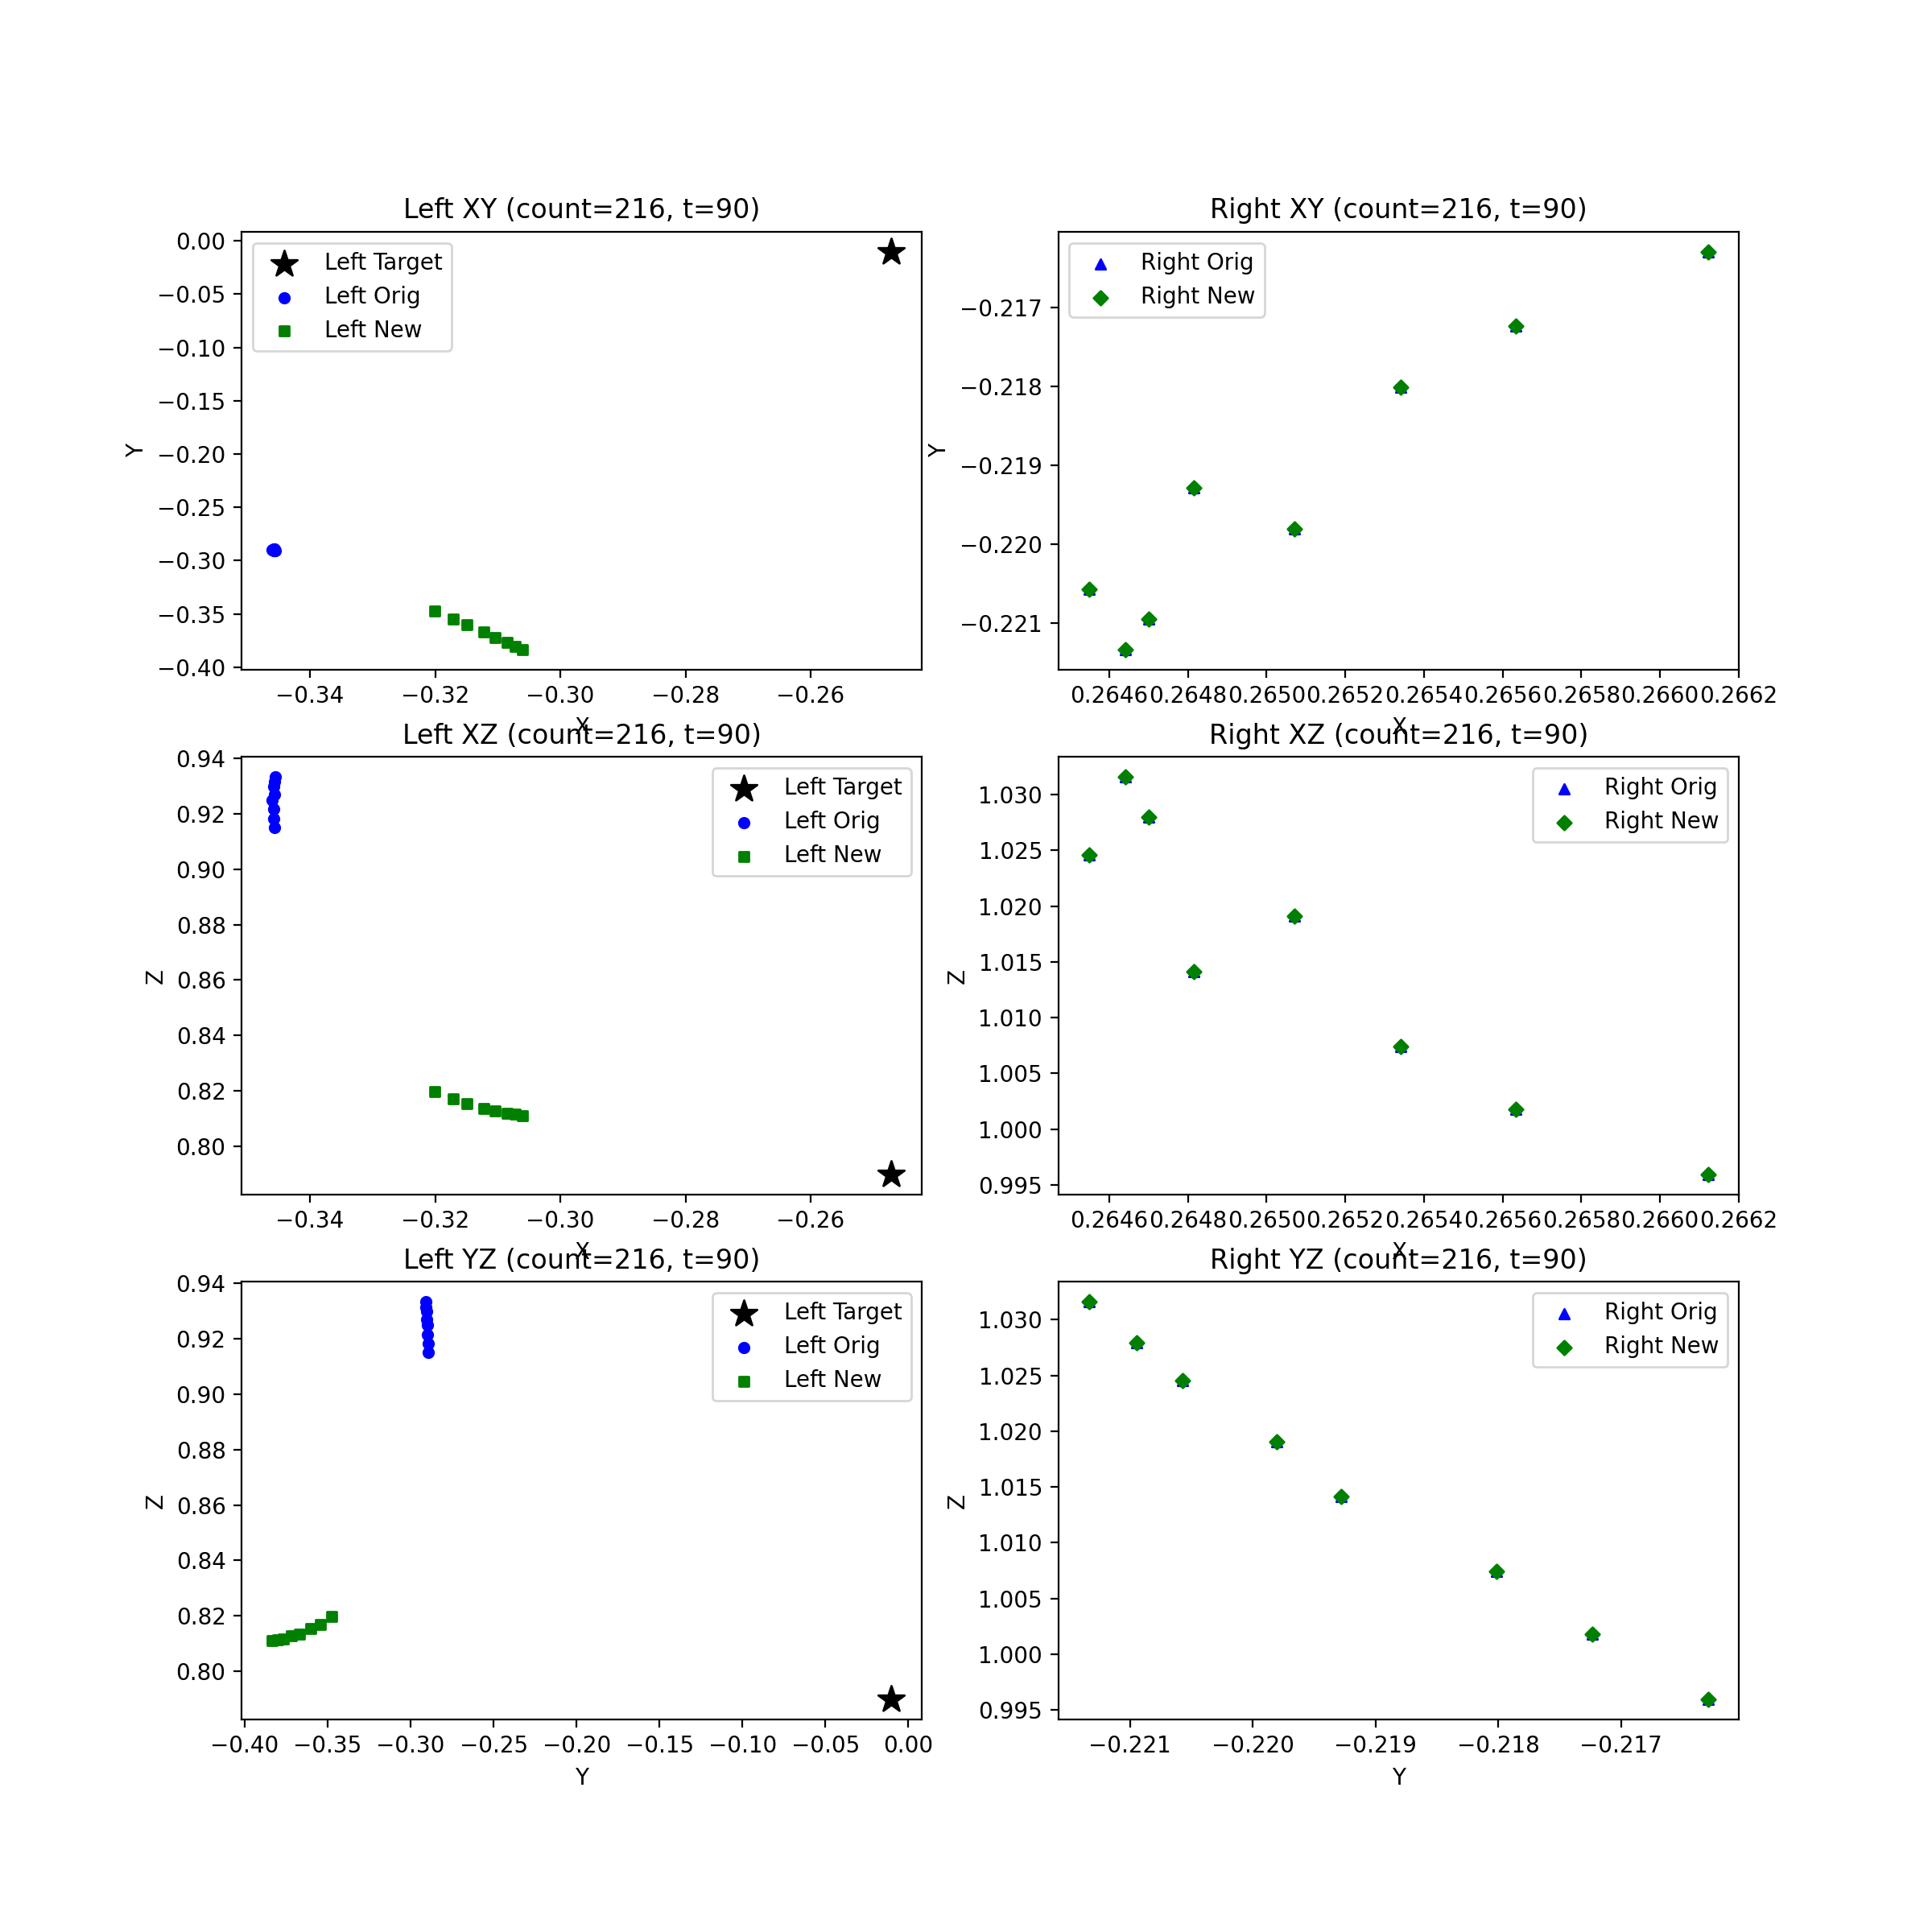 Left XY (count=216, t=90)
0.00
−0.05
−0.10
−0.15
−0.20
−0.25
−0.30
−0.35
−0.40
Y
Left Target
Left Orig
Left New
−0.34
−0.32
−0.30
−0.28
−0.26
X
Right XY (count=216, t=90)
−0.217
−0.218
−0.219
−0.220
−0.221
Y
Right Orig
Right New
0.2646
0.2648
0.2650
0.2652
0.2654
0.2656
0.2658
0.2660
0.2662
X
Left XZ (count=216, t=90)
0.94
0.92
0.90
0.88
0.86
0.84
0.82
0.80
Z
Left Target
Left Orig
Left New
−0.34
−0.32
−0.30
−0.28
−0.26
X
Right XZ (count=216, t=90)
1.030
1.025
1.020
1.015
1.010
1.005
1.000
0.995
Z
Right Orig
Right New
0.2646
0.2648
0.2650
0.2652
0.2654
0.2656
0.2658
0.2660
0.2662
X
Left YZ (count=216, t=90)
0.94
0.92
0.90
0.88
0.86
0.84
0.82
0.80
Z
Left Target
Left Orig
Left New
−0.40
−0.35
−0.30
−0.25
−0.20
−0.15
−0.10
−0.05
0.00
Y
Right YZ (count=216, t=90)
1.030
1.025
1.020
1.015
1.010
1.005
1.000
0.995
Z
Right Orig
Right New
−0.221
−0.220
−0.219
−0.218
−0.217
Y